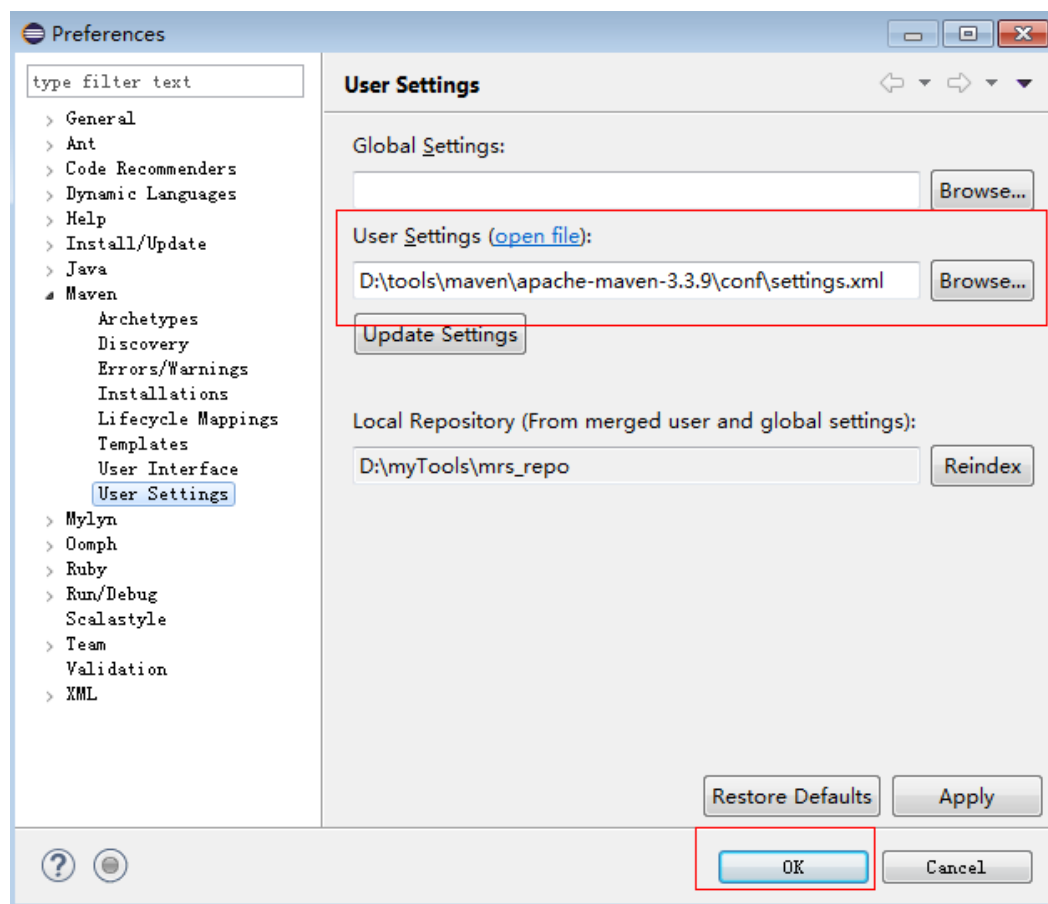 Preferences
type filter text
General
Ant
Code Recommenders
Dynamic Languages
Help
Install/Update
Java
Maven
Archetypes
Discovery
Errors/Warnings
Installations
Lifecycle Mappings
Templates
User Interface
User Settings
Mylyn
Oomph
Ruby
Run/Debug
Scalastyle
Team
Validation
XML
User Settings
Global Settings:
Browse...
User Settings (open file):
D:\tools\maven\apache-maven-3.3.9\conf\settings.xml
Browse...
Update Settings
Local Repository (From merged user and global settings):
D:\myTools\mrs_repo
Reindex
Restore Defaults
Apply
?
OK
Cancel